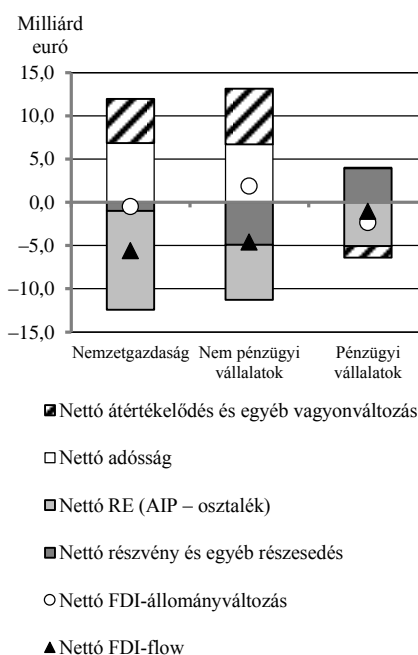 Milliárd
euró
15,0
10,0
5,0
0,0
–5,0
–10,0
–15,0
Nemzetgazdaság
Nem pénzügyi
vállalatok
Pénzügyi
vállalatok
Nettó átértékelődés és egyéb vagyonváltozás
Nettó adósság
Nettó RE (AIP – osztalék)
Nettó részvény és egyéb részesedés
Nettó FDI-állományváltozás
Nettó FDI-flow